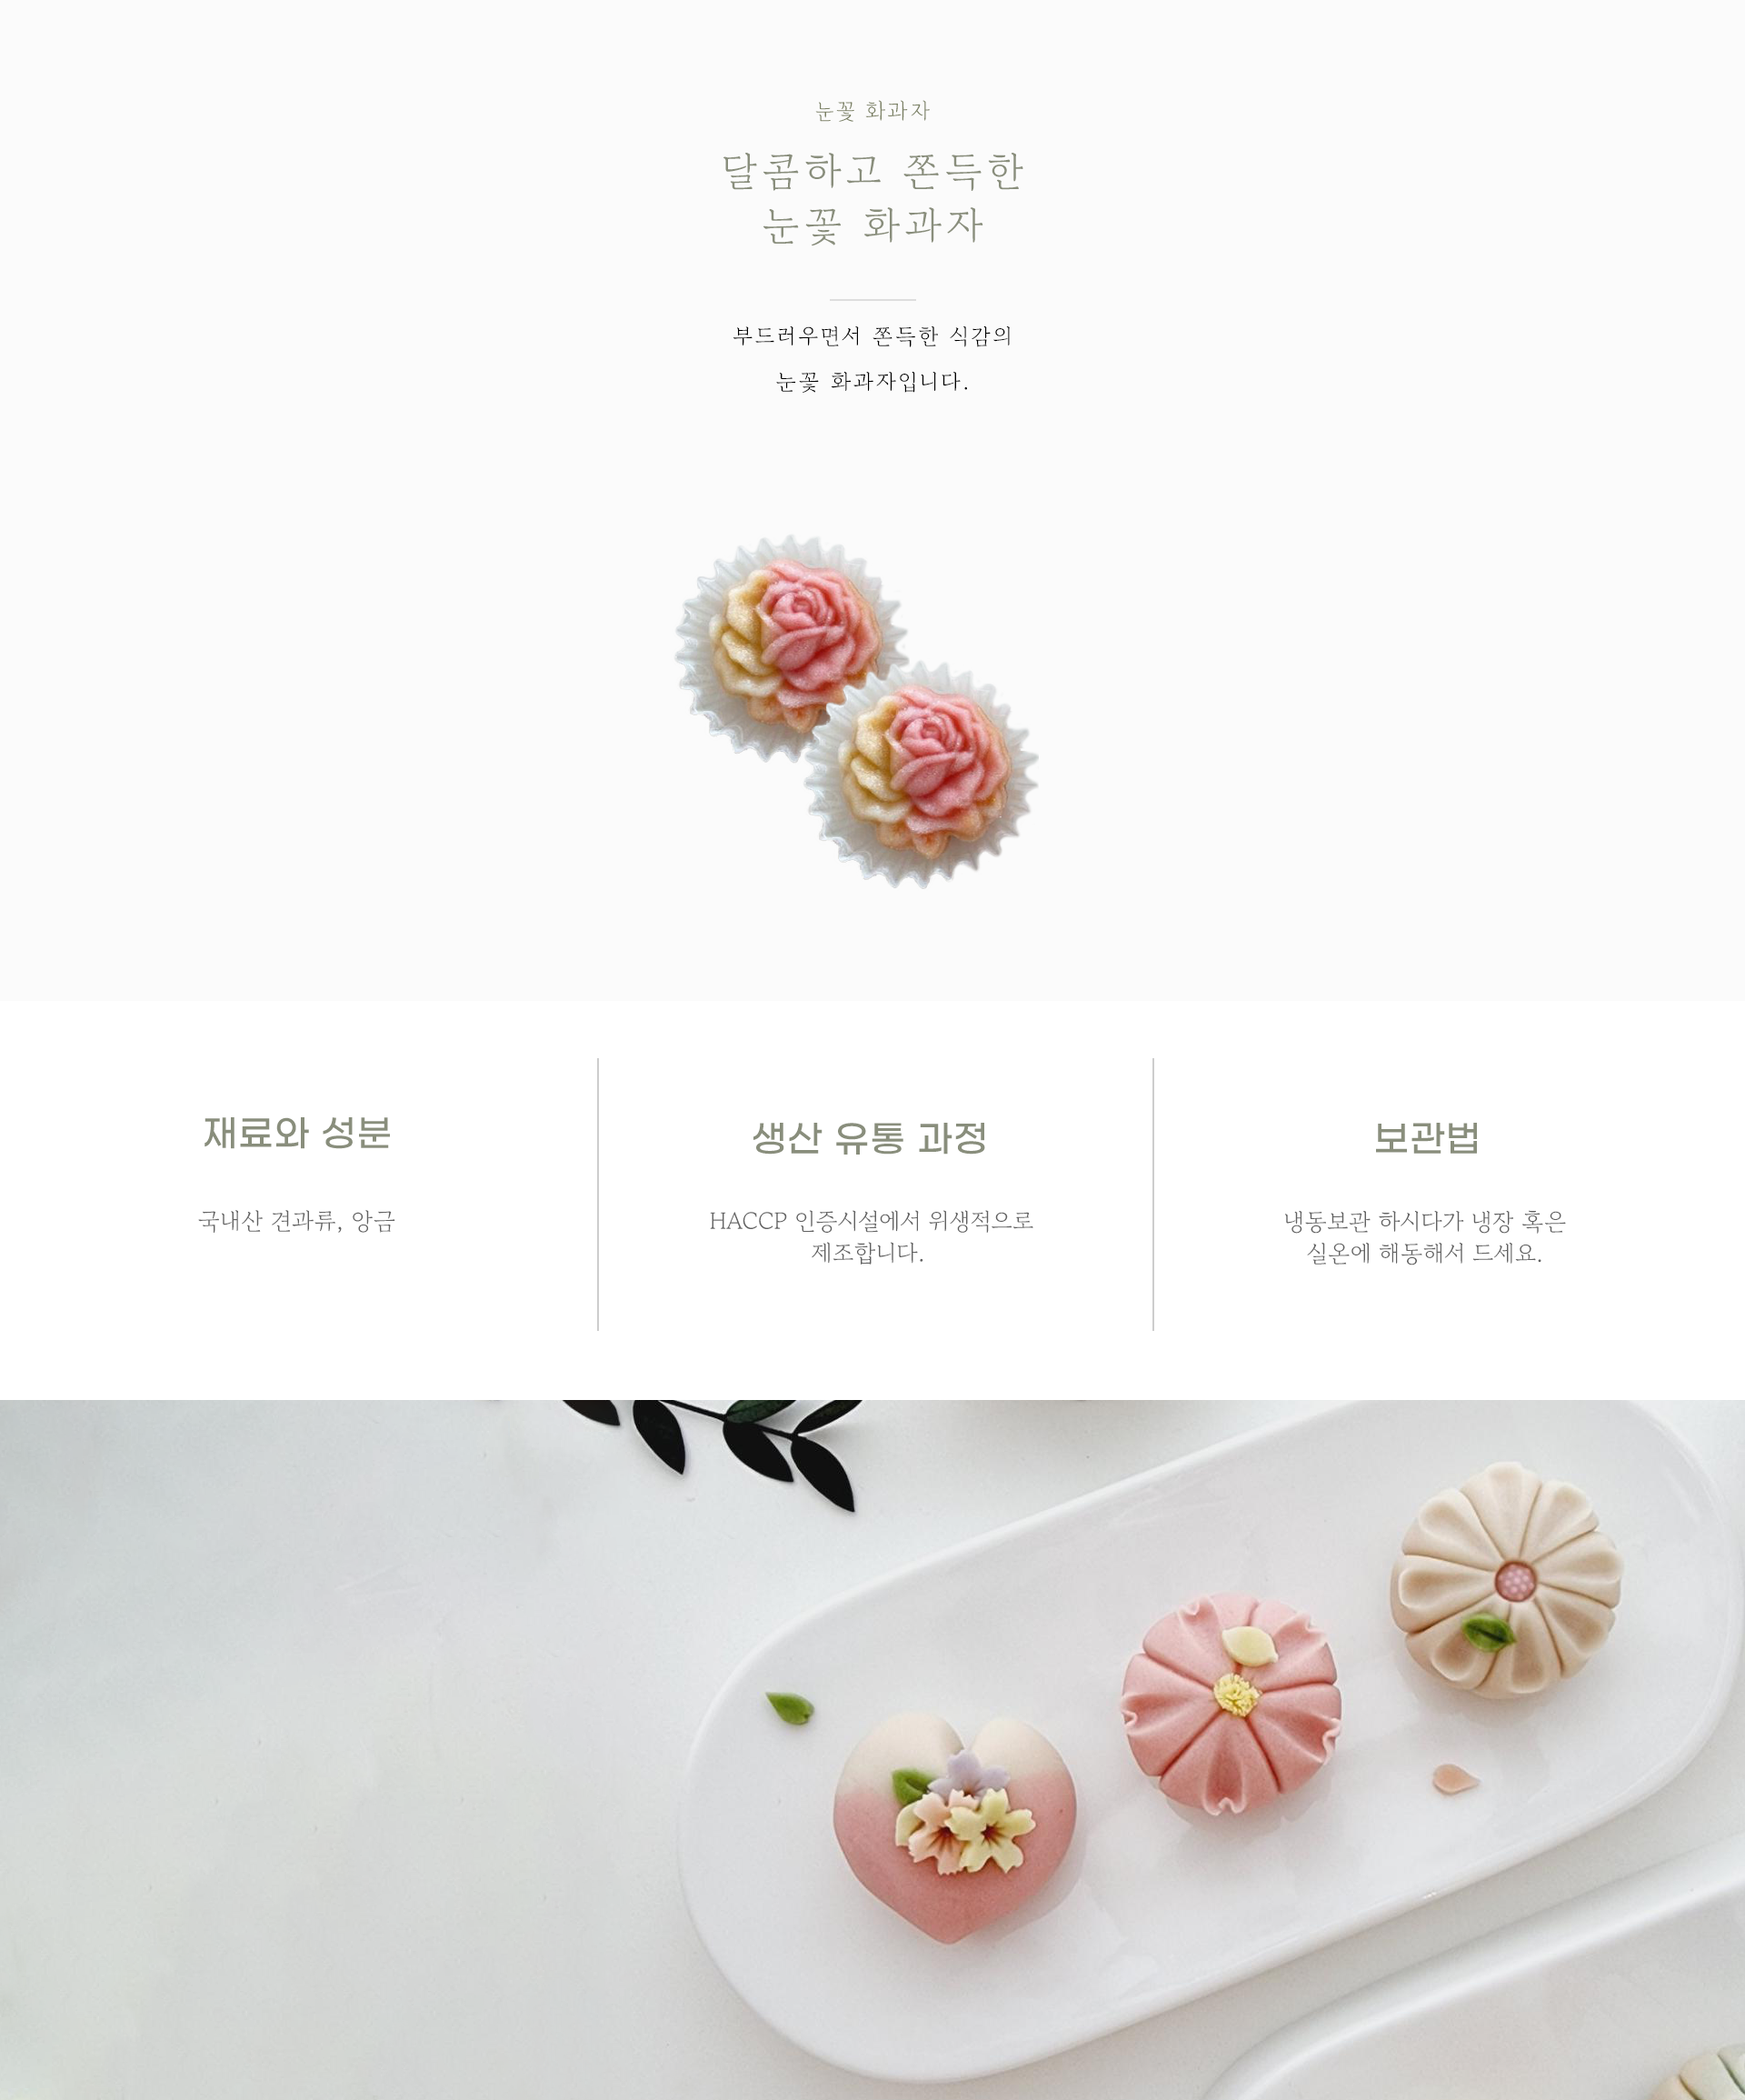 눈꽃 화과자
달콤하고 쫀득한
눈꽃 화과자
부드러우면서 쫀득한 식감의
눈꽃 화과자입니다.
재료와 성분
국내산 견과류, 앙금
생산 유통 과정
HACCP 인증시설에서 위생적으로
제조합니다.
보관법
냉동보관 하시다가 냉장 혹은
실온에 해동해서 드세요.